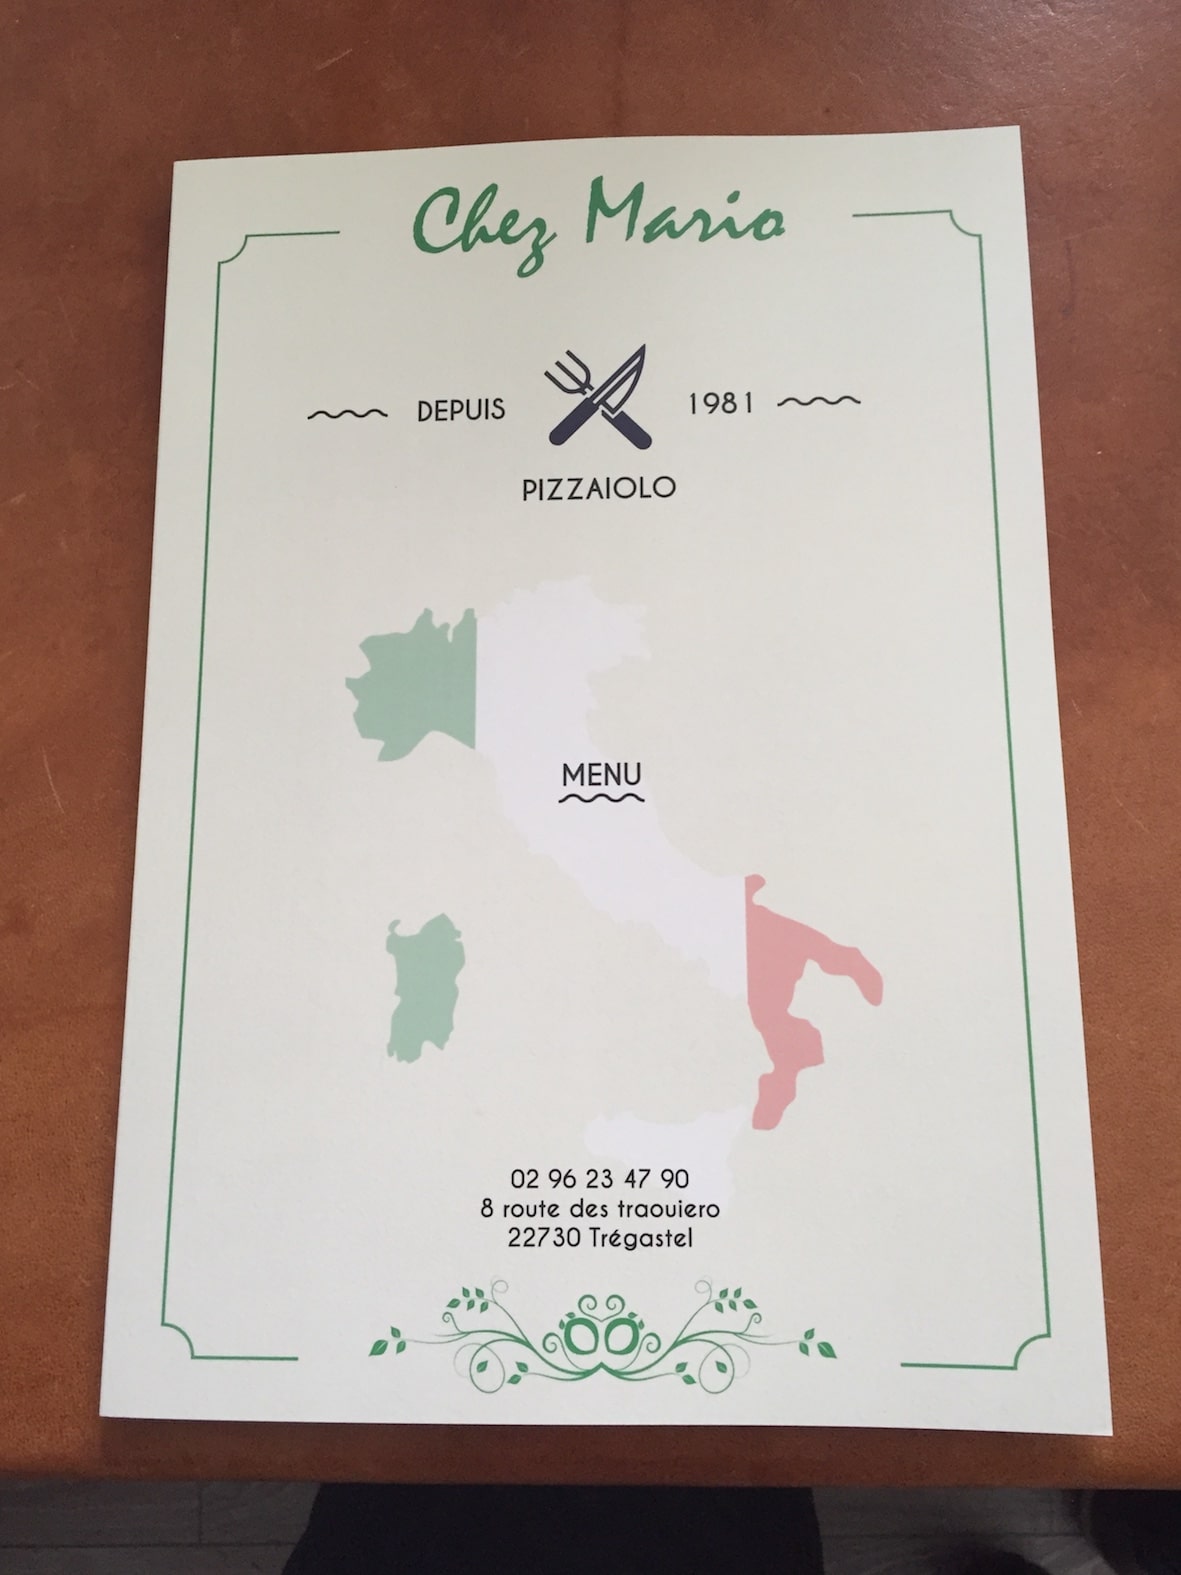 Chez Mario
DEPUIS 1981
PIZZAIOLO
MENU
02 96 23 47 90
8 route des traouiero
22730 Trégastel